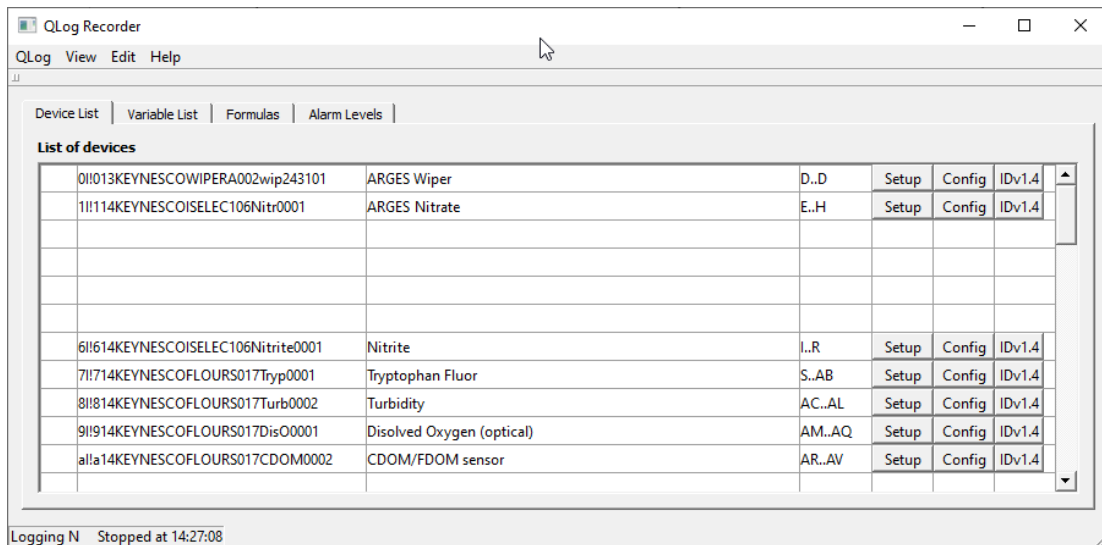 QLog Recorder
QLog View Edit Help
Device List Variable List Formulas Alarm Levels
List of devices
0I!013KEYNESCOWIPERA002wip243101 ARGES Wiper D..D Setup Config IDv1.4
1I!114KEYNESCOISELEC106Nitr0001 ARGES Nitrate E..H Setup Config IDv1.4
6I!614KEYNESCOISELEC106Nitrite0001 Nitrite I..R Setup Config IDv1.4
7I!714KEYNESCOFLOURS017Tryp0001 Tryptophan Fluor S..AB Setup Config IDv1.4
8I!814KEYNESCOFLOURS017Turb0002 Turbidity AC..AL Setup Config IDv1.4
9I!914KEYNESCOFLOURS017DisO0001 Disolved Oxygen (optical) AM..AQ Setup Config IDv1.4
aI!a14KEYNESCOFLOURS017CDOM0002 CDOM/FDOM sensor AR..AV Setup Config IDv1.4
Logging N Stopped at 14:27:08